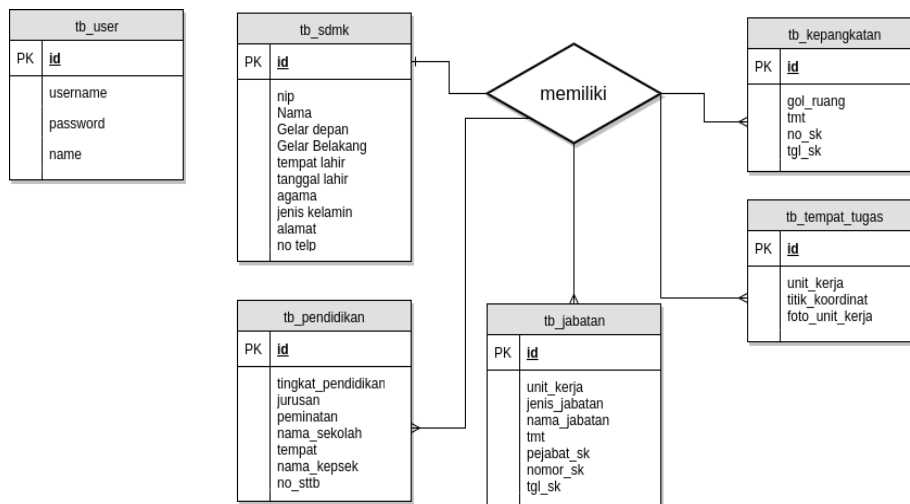 tb_user
PK id
username
password
name
tb_sdmk
PK id
nip
Nama
Gelar depan
Gelar Belakang
tempat lahir
tanggal lahir
agama
jenis kelamin
alamat
no telp
memiliki
tb_kepangkatan
PK id
gol_ruang
tmt
no_sk
tgl_sk
tb_tempat_tugas
PK id
unit_kerja
titik_koordinat
foto_unit_kerja
tb_pendidikan
PK id
tingkat_pendidikan
jurusan
peminatan
nama_sekolah
tempat
nama_kepsek
no_sttb
tb_jabatan
PK id
unit_kerja
jenis_jabatan
nama_jabatan
tmt
pejabat_sk
nomor_sk
tgl_sk